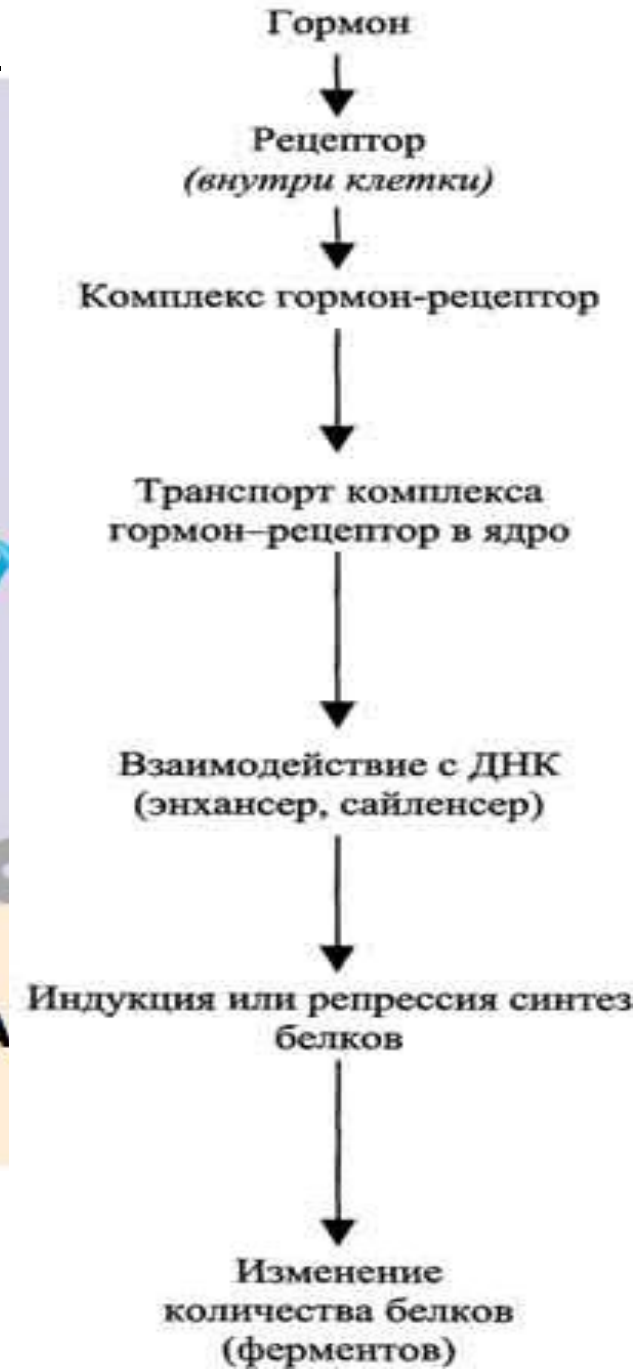 Гормон
Рецептор
(внутри клетки)
Комплекс гормон-рецептор
Транспорт комплекса
гормон–рецептор в ядро
Взаимодействие с ДНК
(энхансер, сайленсер)
Индукция или репрессия синтез
белков
Изменение
количества белков
(ферментов)